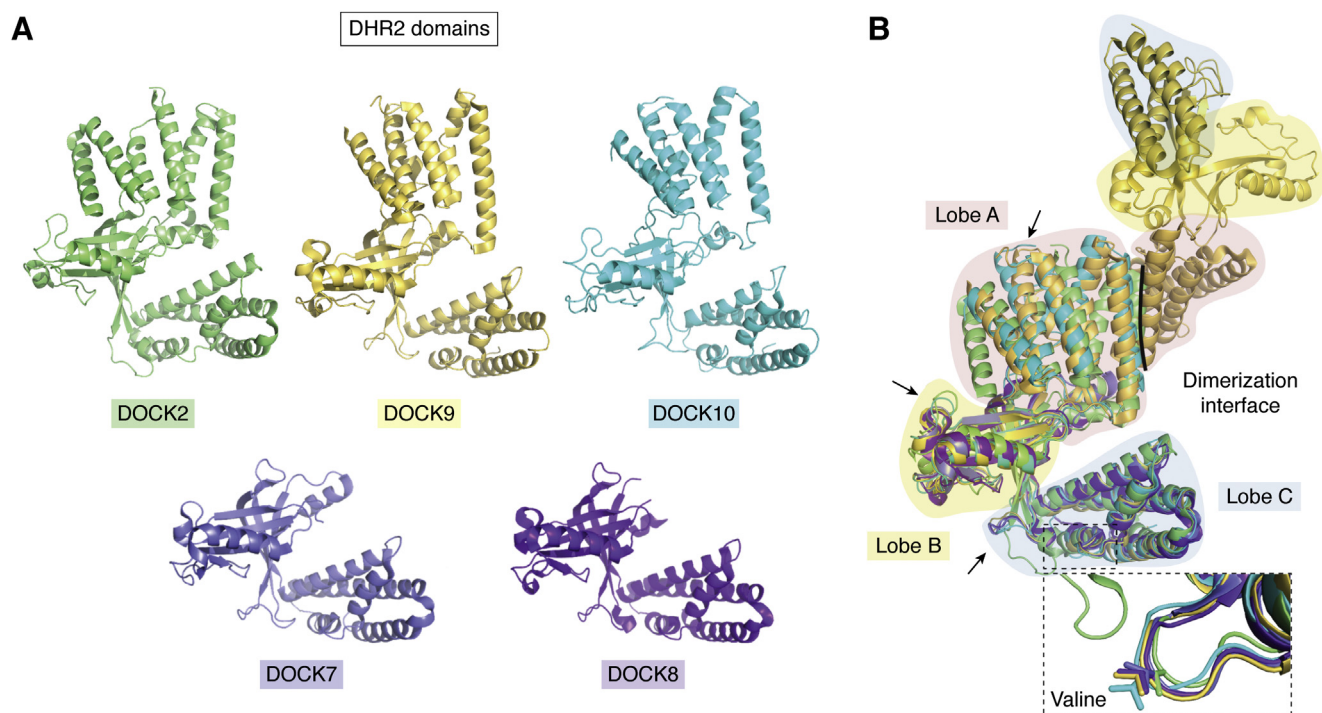 A
DHR2 domains
DOCK2
DOCK9
DOCK10
DOCK7
DOCK8
B
Lobe A
Dimerization
interface
Lobe C
Lobe B
Valine